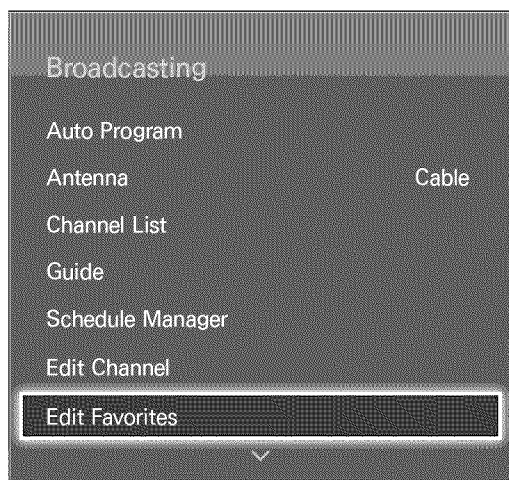 Broadcasting
Auto Program
Antenna Cable
Channel List
Guide
Schedule Manager
Edit Channel
Edit Favorites